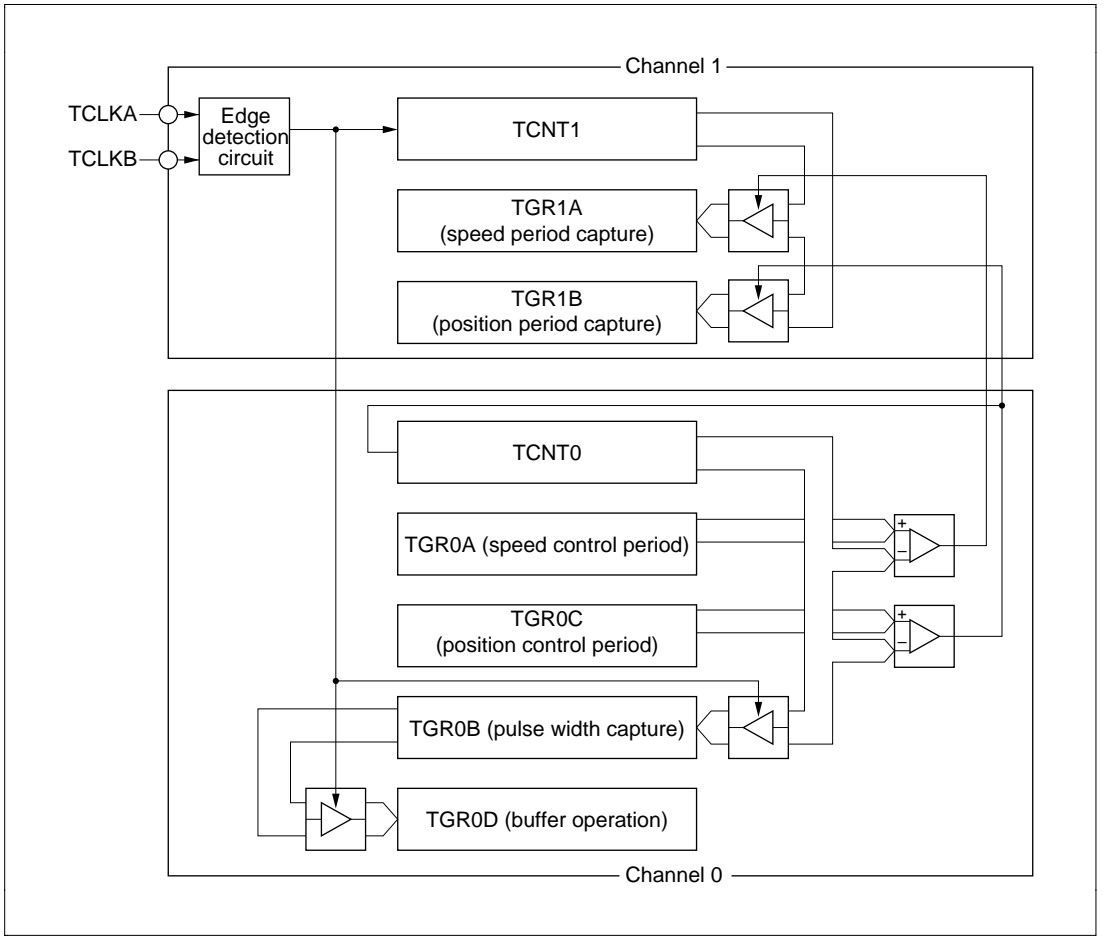 Channel 1
TCLKA
TCLKB
Edge
detection
circuit
TCNT1
TGR1A
(speed period capture)
TGR1B
(position period capture)
TCNT0
TGR0A (speed control period)
+
−
TGR0C
(position control period)
+
−
TGR0B (pulse width capture)
TGR0D (buffer operation)
Channel 0